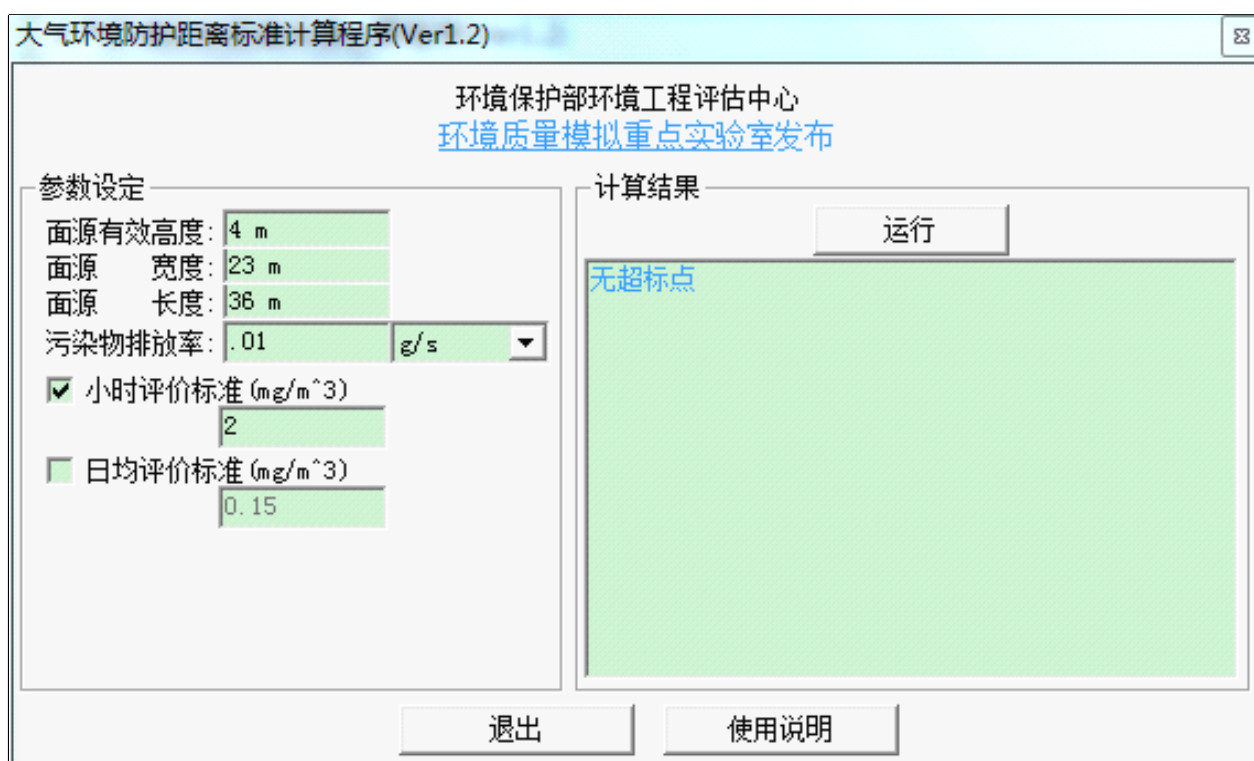 大气环境防护距离标准计算程序(Ver1.2)
环境保护部环境工程评估中心
环境质量模拟重点实验室发布
参数设定
面源有效高度: 4 m
面源 宽度: 23 m
面源 长度: 36 m
污染物排放率: .01 g/s
小时评价标准(mg/m^3)
2
日均评价标准(mg/m^3)
0.15
计算结果
运行
无超标点
退出 使用说明